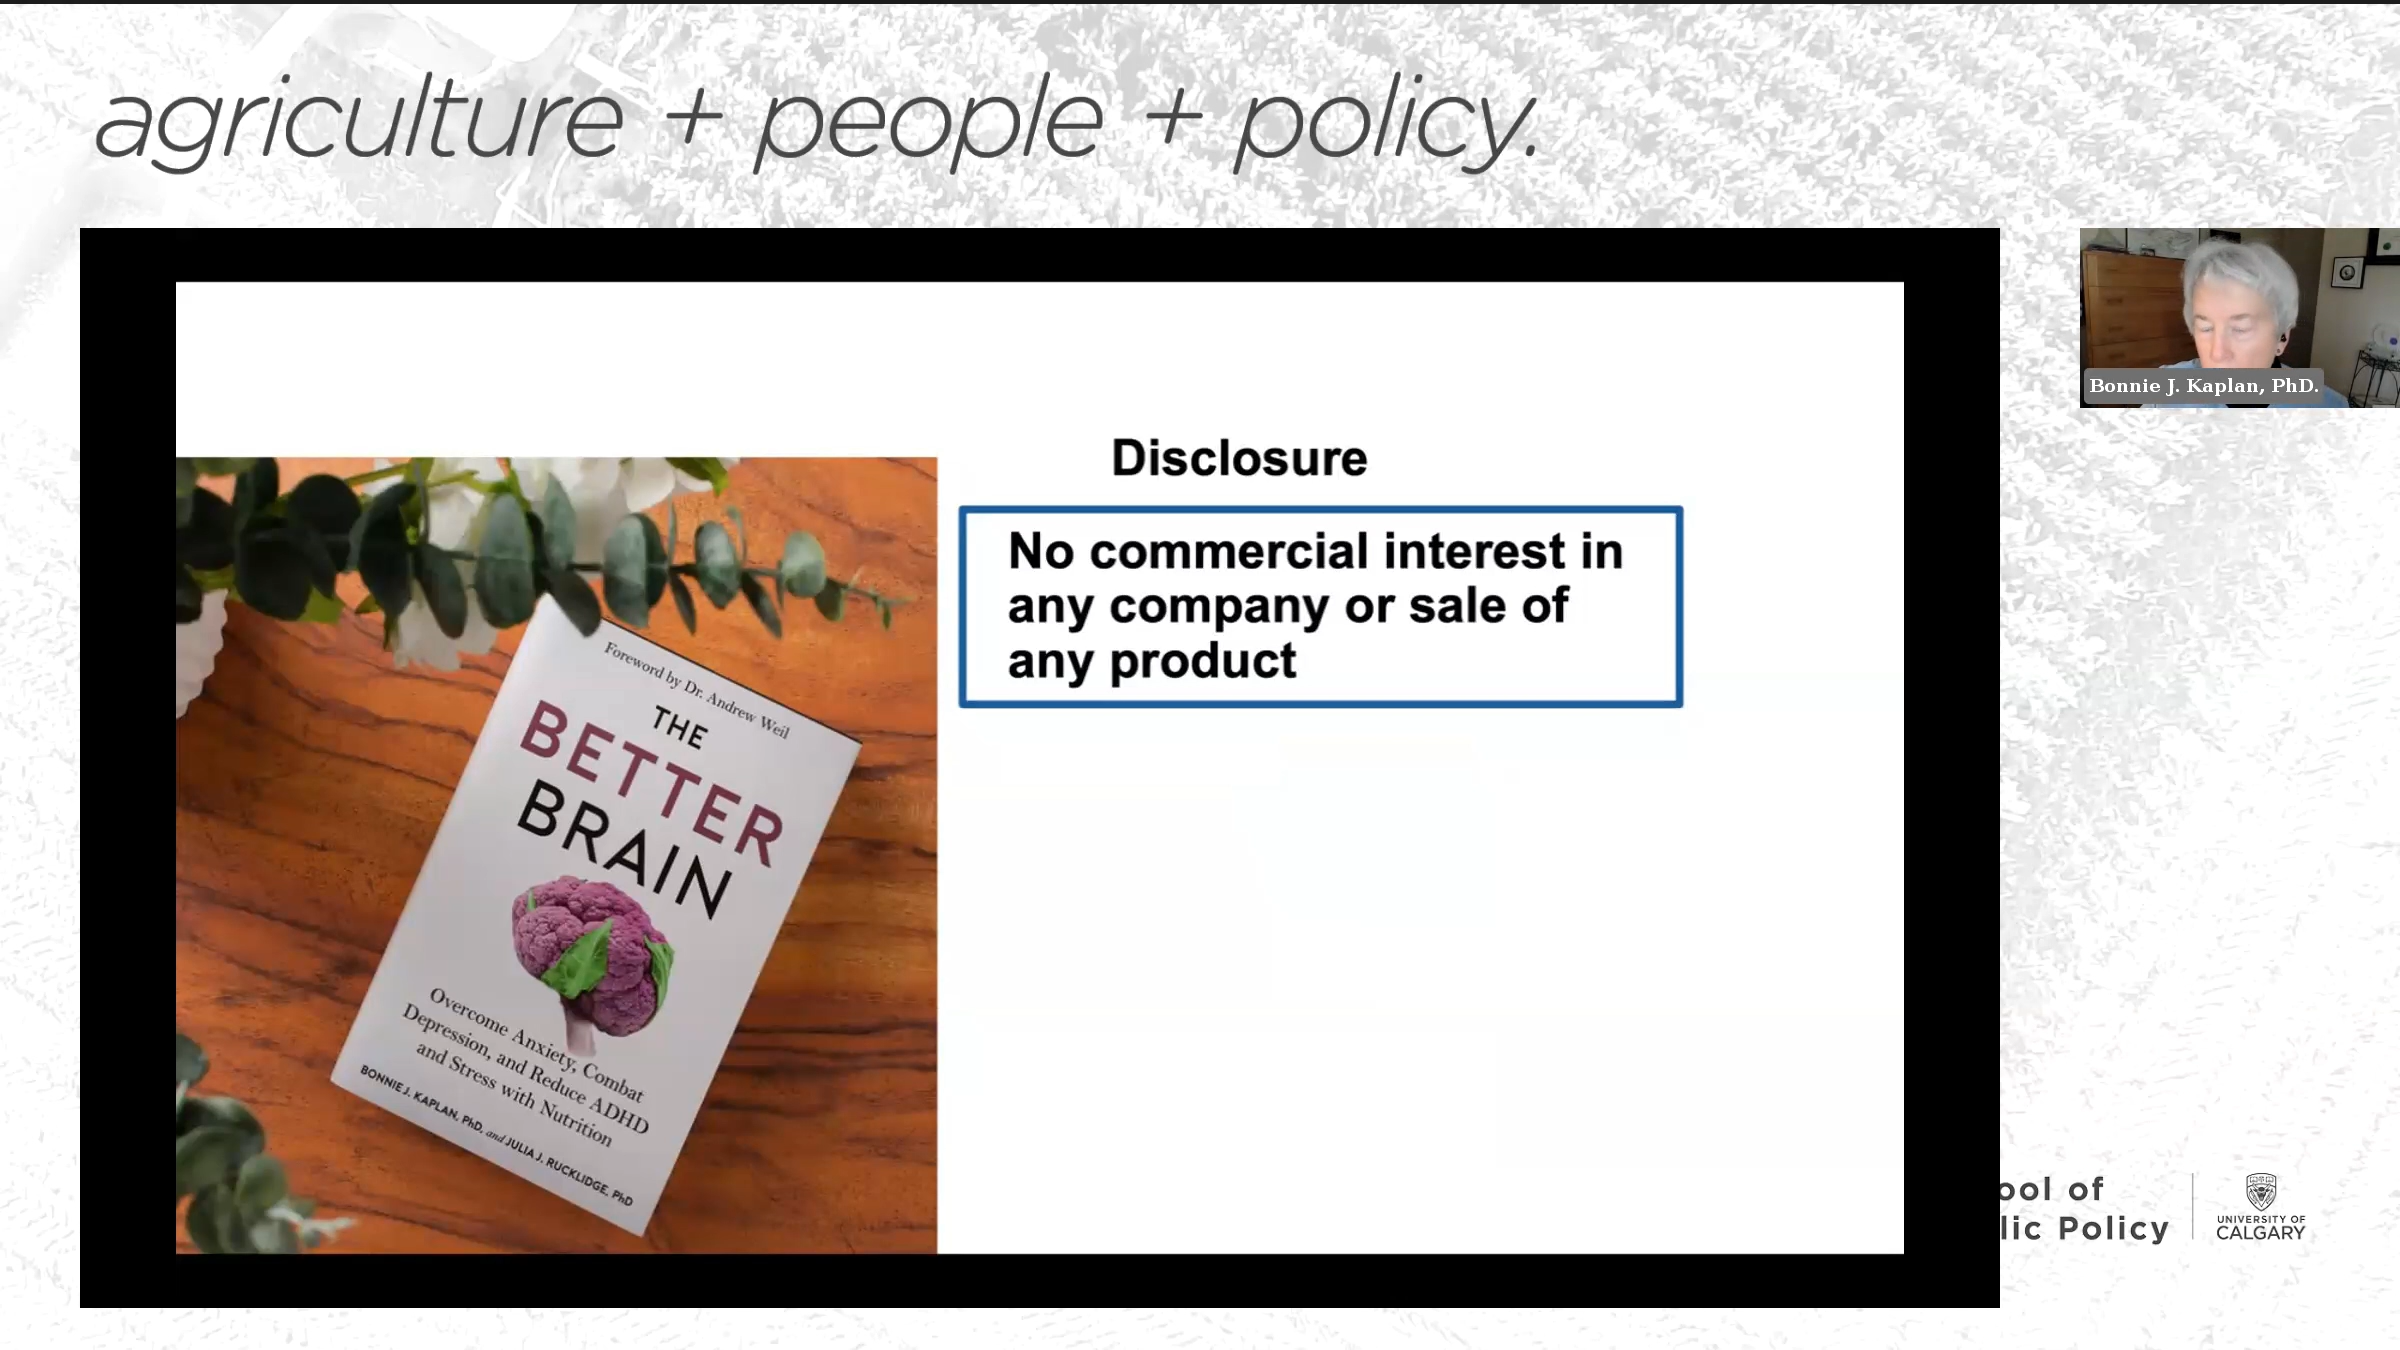 agriculture + people + policy.
Bonnie J. Kaplan, PhD.
Disclosure
No commercial interest in
any company or sale of
any product
Foreword by Dr. Andrew Weil
THE
BETTER
BRAIN
Overcome Anxiety, Combat
Depression, and Reduce ADHD
and Stress with Nutrition
BONNIE J. KAPLAN, PhD, and JULIA J. RUCKLIDGE, PhD
ool of
lic Policy
UNIVERSITY OF
CALGARY